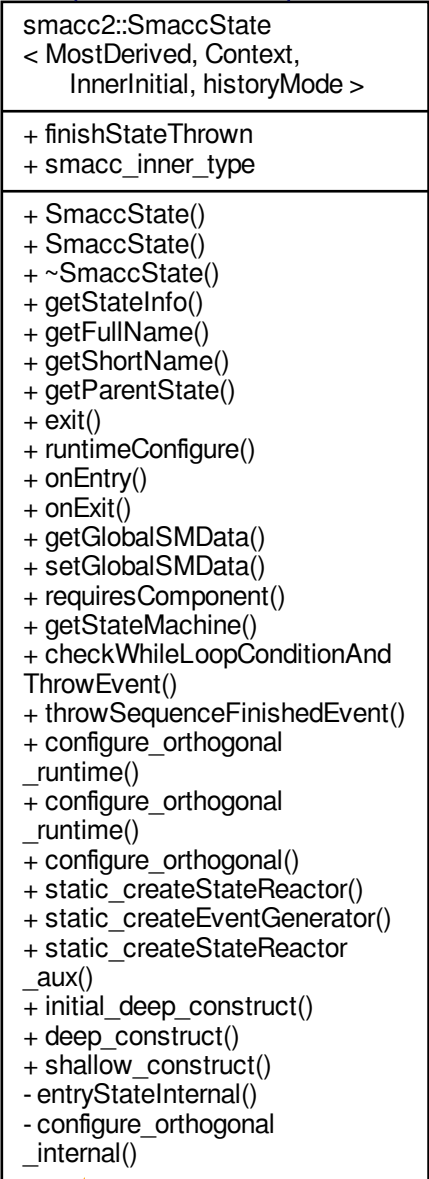 smacc2::SmaccState
< MostDerived, Context,
InnerInitial, historyMode >
+ finishStateThrown
+ smacc_inner_type
+ SmaccState()
+ SmaccState()
+ ~SmaccState()
+ getStateInfo()
+ getFullName()
+ getShortName()
+ getParentState()
+ exit()
+ runtimeConfigure()
+ onEntry()
+ onExit()
+ getGlobalSMData()
+ setGlobalSMData()
+ requiresComponent()
+ getStateMachine()
+ checkWhileLoopConditionAnd
ThrowEvent()
+ throwSequenceFinishedEvent()
+ configure_orthogonal
_runtime()
+ configure_orthogonal
_runtime()
+ configure_orthogonal()
+ static_createStateReactor()
+ static_createEventGenerator()
+ static_createStateReactor
_aux()
+ initial_deep_construct()
+ deep_construct()
+ shallow_construct()
- entryStateInternal()
- configure_orthogonal
_internal()